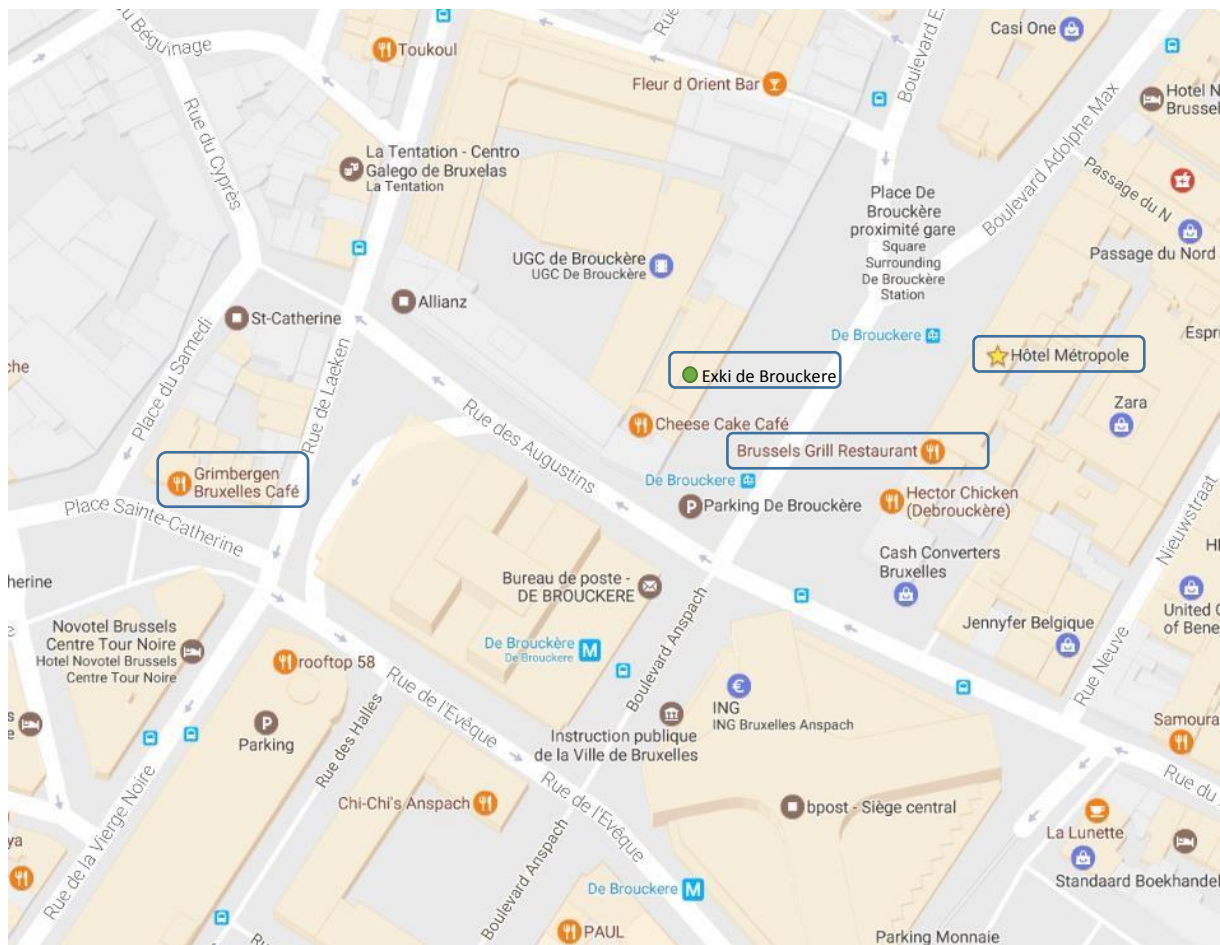 du Béguinage
Toukoul
Rue
Casi One
Fleur d Orient Bar
Boulevard E
Hotel N
Brussel
Boulevard Adolphe Max
Rue du Cyprès
La Tentation - Centro
Galego de Bruxelas
La Tentation
Passage du N
Place De
Brouckère
proximité gare
Square
Surrounding
De Brouckère
Station
Passage du Nord
UGC de Brouckère
UGC De Brouckère
Allianz
St-Catherine
De Brouckere
Espri
Hôtel Métropole
che
Place du Samedi
Rue de Laeken
Exki de Brouckere
Zara
Rue des Augustins
Cheese Cake Café
Brussels Grill Restaurant
Grimbergen
Bruxelles Café
De Brouckere
P
Parking De Brouckère
Hector Chicken
(Debrouckère)
Place Sainte-Catherine
Nieuwstraat
Cash Converters
Bruxelles
HE
herine
Bureau de poste -
DE BROUCKERE
United C
of Bene
Boulevard Anspach
Jennyfer Belgique
Novotel Brussels
Centre Tour Noire
Hotel Novotel Brussels
Centre Tour Noire
De Brouckère
De Brouckere
M
rooftop 58
Rue de l'Evêque
Rue Neuve
€
ING
ING Bruxelles Anspach
s
e
P
Parking
Rue des Halles
Instruction publique
de la Ville de Bruxelles
Samoura
Rue du
Chi-Chi's Anspach
Rue de l'Evêque
bpost - Siège central
Rue de la Vierge Noire
Boulevard Anspach
La Lunette
ya
Standaard Boekhandel
De Brouckere
M
Ru
PAUL
Parking Monnaie